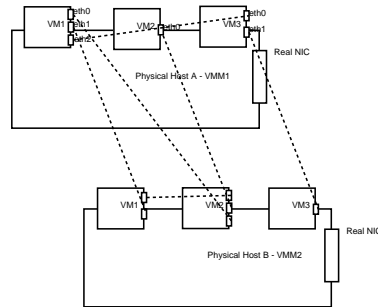 eth0
eth1
eth2
VM1
VM2
eth0
VM3
eth0
eth1
Real NIC
Physical Host A - VMM1
VM1
VM2
VM3
Real NIC
Physical Host B - VMM2